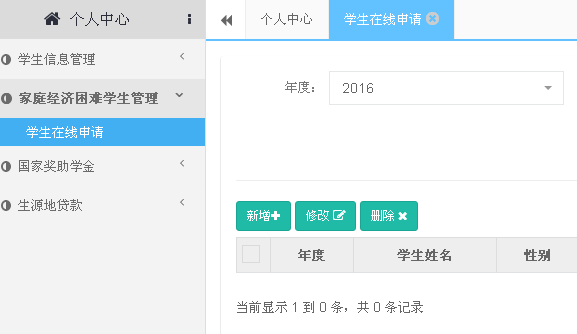 个人中心
学生信息管理
家庭经济困难学生管理
学生在线申请
国家奖助学金
生源地贷款
个人中心 学生在线申请
年度： 2016
新增 修改 删除
年度 学生姓名 性别
当前显示 1 到 0 条，共 0 条记录